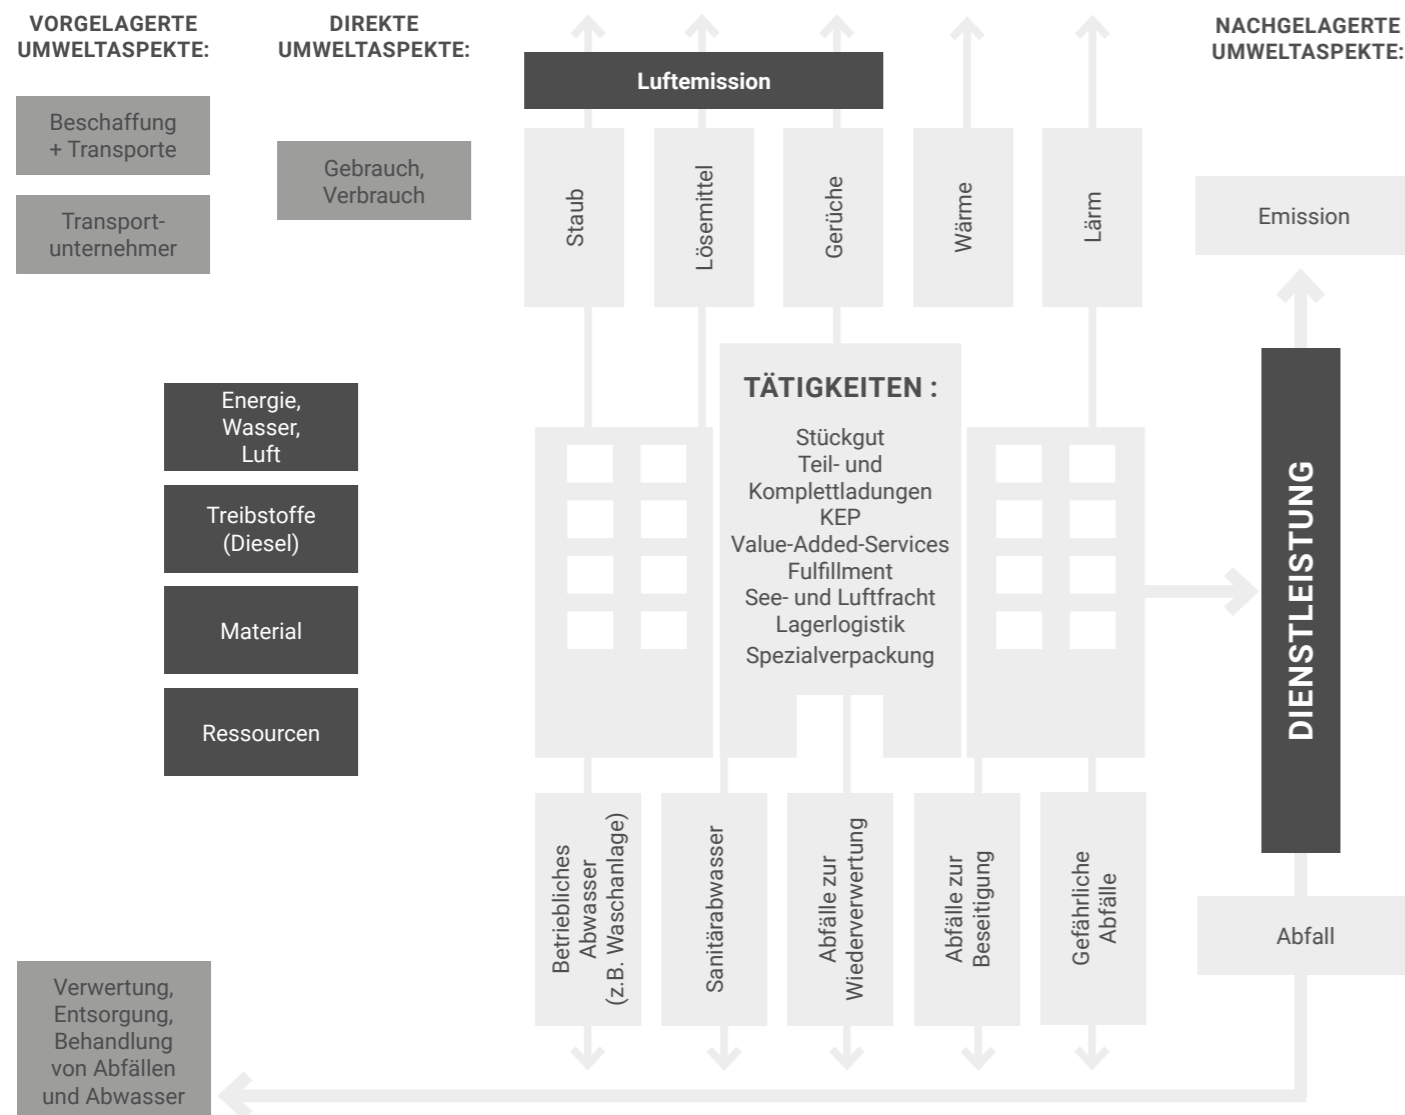 VORGELAGERTE
UMWELTASPEKTE:
Beschaffung
+ Transporte
Transport-
unternehmer
DIREKTE
UMWELTASPEKTE:
Gebrauch,
Verbrauch
Energie,
Wasser,
Luft
Treibstoffe
(Diesel)
Material
Ressourcen
Luftemission
Staub
Lösemittel
Gerüche
Wärme
Lärm
TÄTIGKEITEN :
Stückgut
Teil- und
Komplettladungen
KEP
Value-Added-Services
Fulfillment
See- und Luftfracht
Lagerlogistik
Spezialverpackung
Betriebliches
Abwasser
(z.B. Waschanlage)
Sanitärabwasser
Abfälle zur
Wiederverwertung
Abfälle zur
Beseitigung
Gefährliche
Abfälle
NACHGELAGERTE
UMWELTASPEKTE:
Emission
DIENSTLEISTUNG
Abfall
Verwertung,
Entsorgung,
Behandlung
von Abfällen
und Abwasser